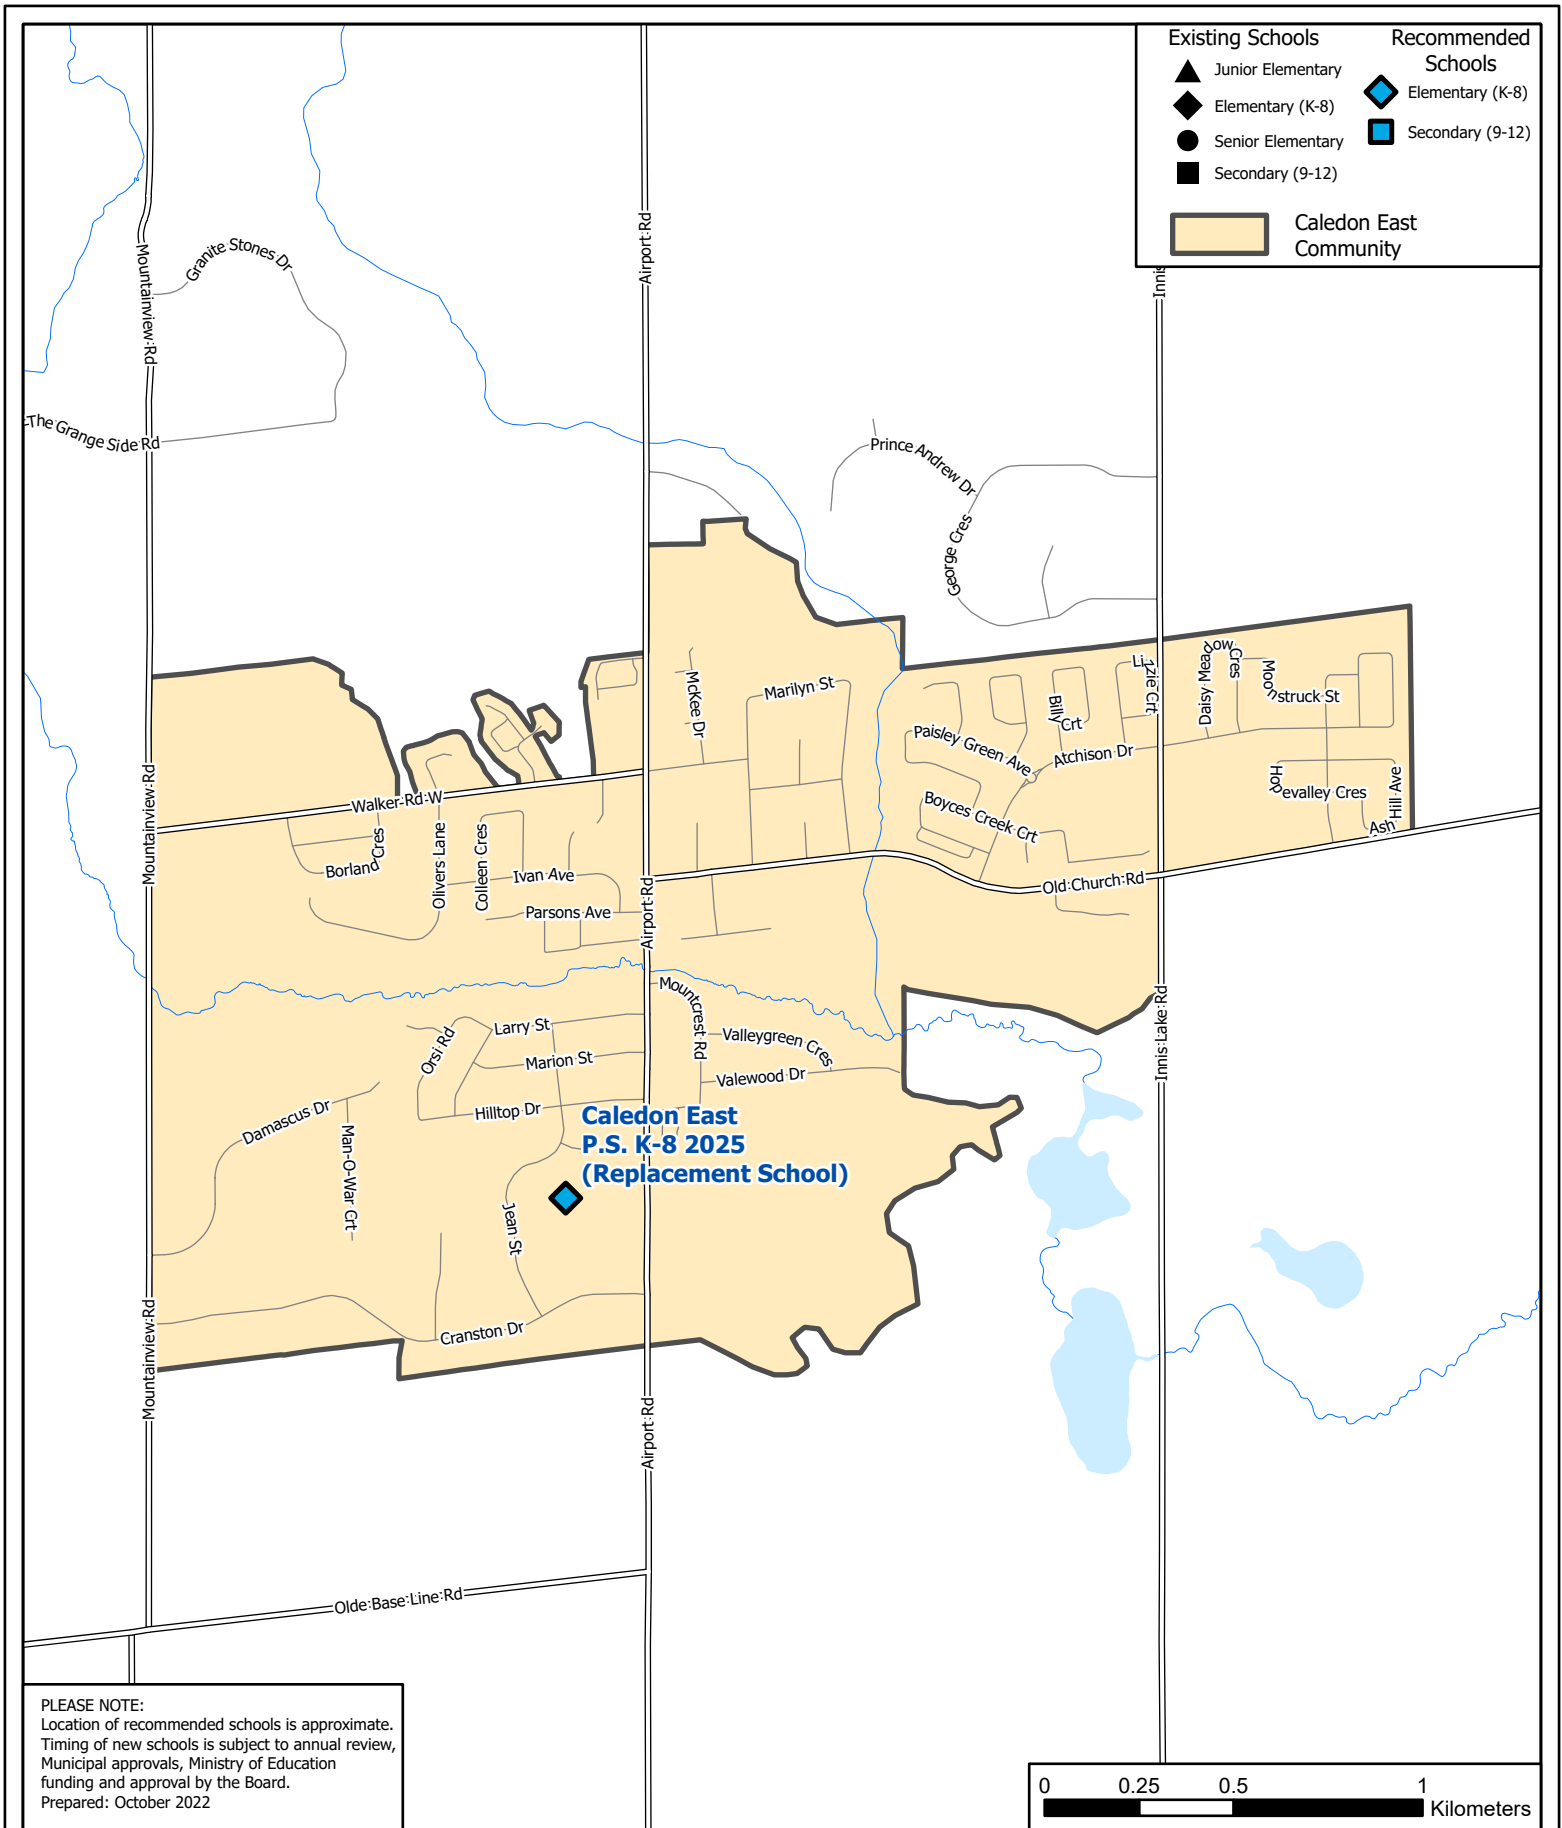 Existing Schools
Junior Elementary
Elementary (K-8)
Senior Elementary
Secondary (9-12)
Recommended
Schools
Elementary (K-8)
Secondary (9-12)
Caledon East
Community
Granite Stones Dr
Mountainview Rd
Airport Rd
Innis
The Grange Side Rd
Prince Andrew Dr
George Cres
McKee Dr
Marilyn St
Lizzie Crt
Daisy Meadow Cres
Moonstruck St
Billy Crt
Paisley Green Ave
Atchison Dr
Hopevalley Cres
Ash Hill Ave
Boyces Creek Crt
Walker Rd W
Mountainview Rd
Borland Cres
Olivers Lane
Colleen Cres
Ivan Ave
Parsons Ave
Airport Rd
Old Church Rd
Mountcrest Rd
Innis Lake Rd
Orsi Rd
Larry St
Marion St
Valleygreen Cres
Valewood Dr
Hilltop Dr
Damascus Dr
Man-O-War Crt
Caledon East
P.S. K-8 2025
(Replacement School)
Jean St
Cranston Dr
Mountainview Rd
Airport Rd
Olde Base Line Rd
PLEASE NOTE:
Location of recommended schools is approximate.
Timing of new schools is subject to annual review,
Municipal approvals, Ministry of Education
funding and approval by the Board.
Prepared: October 2022
0 0.25 0.5 1
Kilometers